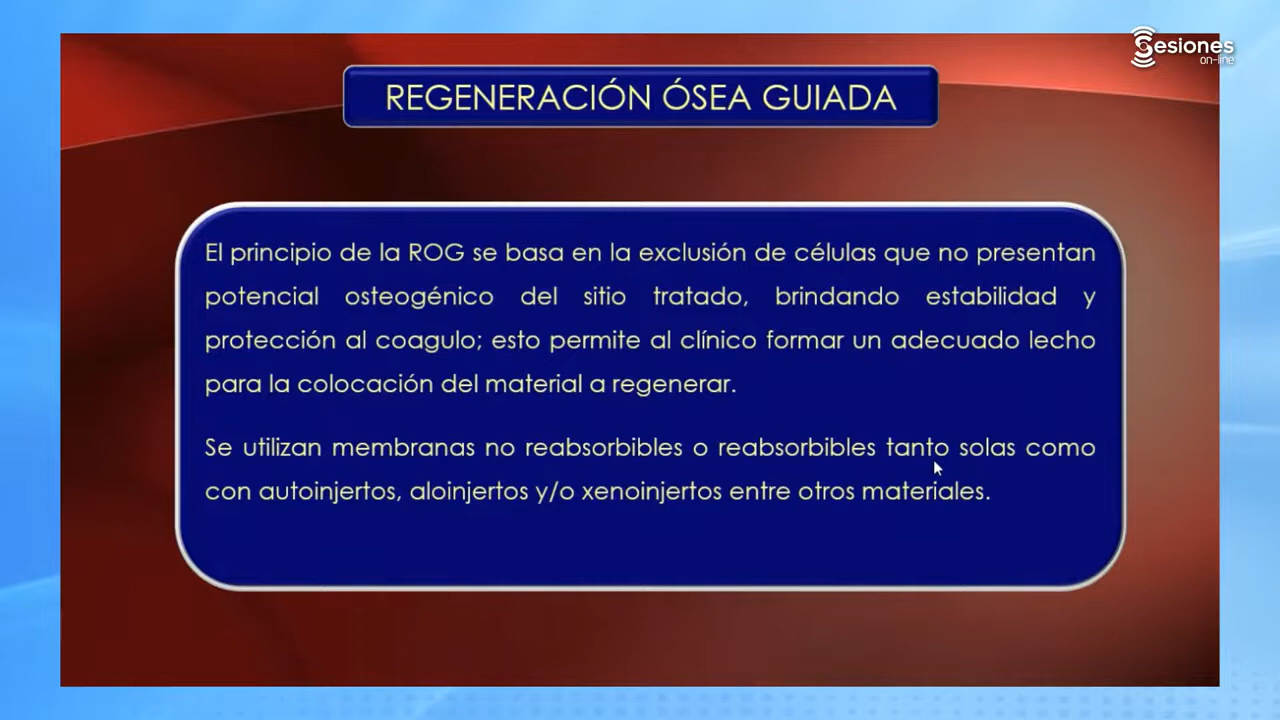 Sesiones
on-line
REGENERACIÓN ÓSEA GUIADA
El principio de la ROG se basa en la exclusión de células que no presentan
potencial osteogénico del sitio tratado, brindando estabilidad y
protección al coagulo; esto permite al clínico formar un adecuado lecho
para la colocación del material a regenerar.
Se utilizan membranas no reabsorbibles o reabsorbibles tanto solas como
con autoinjertos, aloinjertos y/o xenoinjertos entre otros materiales.